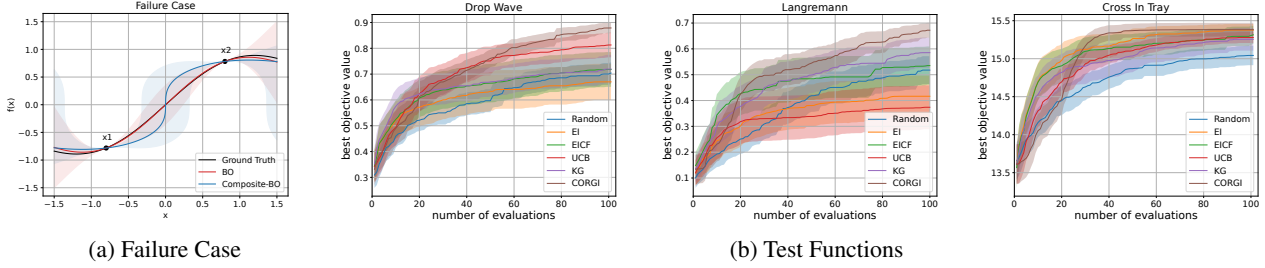 Failure Case
f(x)
1.5
1.0
0.5
0.0
−0.5
−1.0
−1.5
x1
x2
Ground Truth
BO
Composite-BO
−1.5 −1.0 −0.5 0.0 0.5 1.0 1.5
x
(a) Failure Case
Drop Wave
best objective value
0.9
0.8
0.7
0.6
0.5
0.4
0.3
Random
EI
EICF
UCB
KG
CORGI
0 20 40 60 80 100
number of evaluations
Langremann
best objective value
0.7
0.6
0.5
0.4
0.3
0.2
0.1
Random
EI
EICF
UCB
KG
CORGI
0 20 40 60 80 100
number of evaluations
Cross In Tray
best objective value
15.5
15.0
14.5
14.0
13.5
Random
EI
EICF
UCB
KG
CORGI
0 20 40 60 80 100
number of evaluations
(b) Test Functions